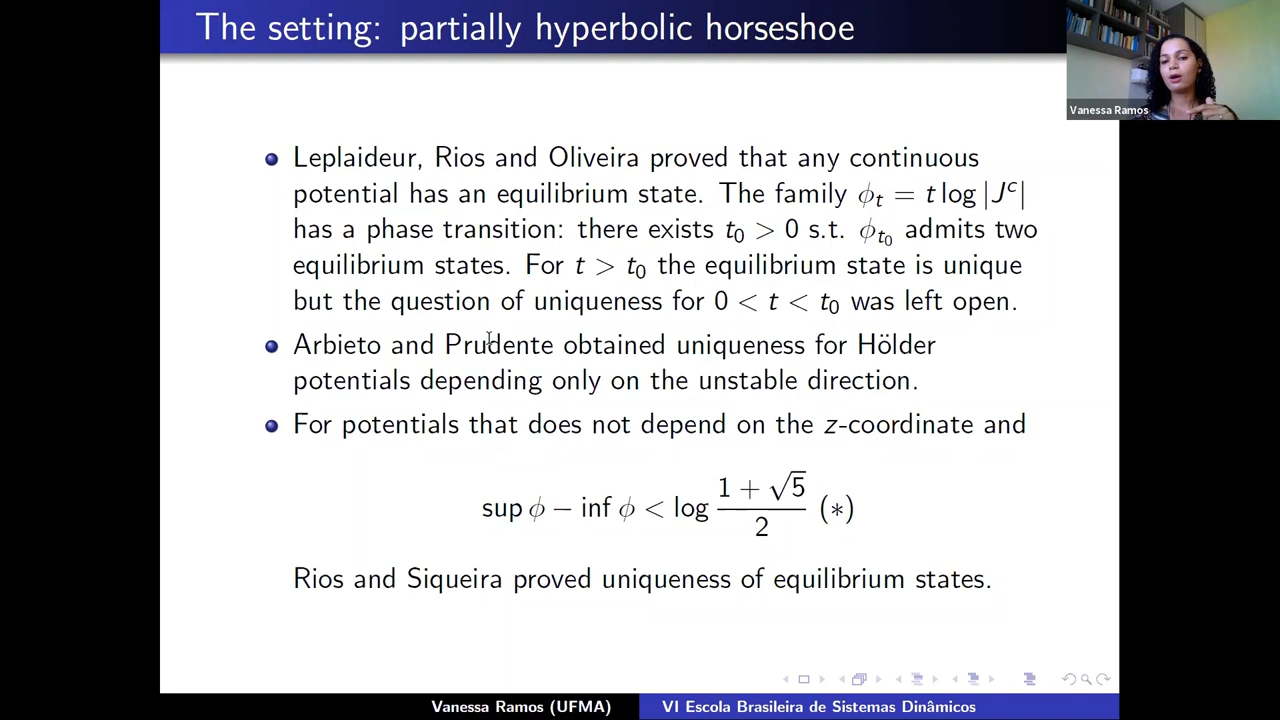 The setting: partially hyperbolic horseshoe
Vanessa Ramos
Leplaideur, Rios and Oliveira proved that any continuous
potential has an equilibrium state. The family ϕ_t = t log |J^c|
has a phase transition: there exists t_0 > 0 s.t. ϕ_{t_0} admits two
equilibrium states. For t > t_0 the equilibrium state is unique
but the question of uniqueness for 0 < t < t_0 was left open.
Arbieto and Prudente obtained uniqueness for Hölder
potentials depending only on the unstable direction.
For potentials that does not depend on the z-coordinate and
sup ϕ − inf ϕ < log (1 + √5)/2 (∗)
Rios and Siqueira proved uniqueness of equilibrium states.
Vanessa Ramos (UFMA) VI Escola Brasileira de Sistemas Dinâmicos